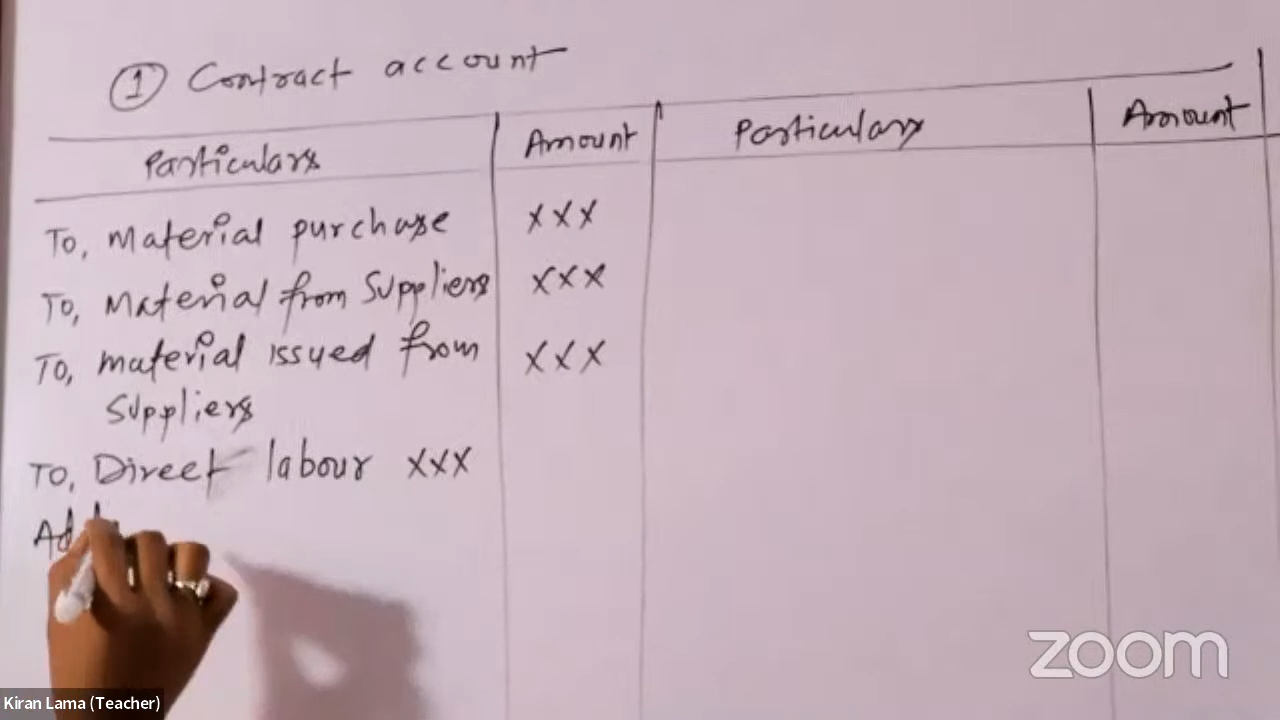 ① Contract account
Particulars Amount Particulars Amount
To, Material purchase xxx
To, Material from Suppliers xxx
To, material issued from xxx
Suppliers
To, Direct labour xxx
zoom
Kiran Lama (Teacher)